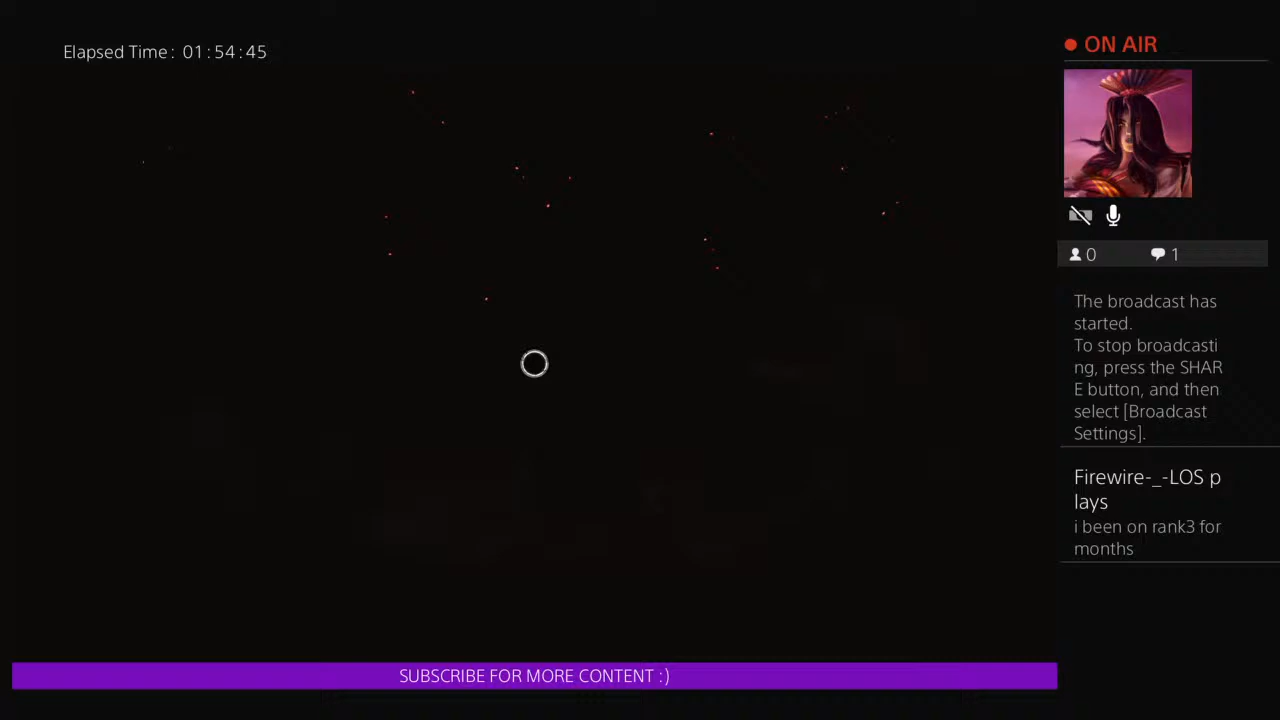 Elapsed Time: 01:54:45
ON AIR
0 1
The broadcast has
started.
To stop broadcasti
ng, press the SHAR
E button, and then
select [Broadcast
Settings].
Firewire-_-LOS p
lays
i been on rank3 for
months
SUBSCRIBE FOR MORE CONTENT :)